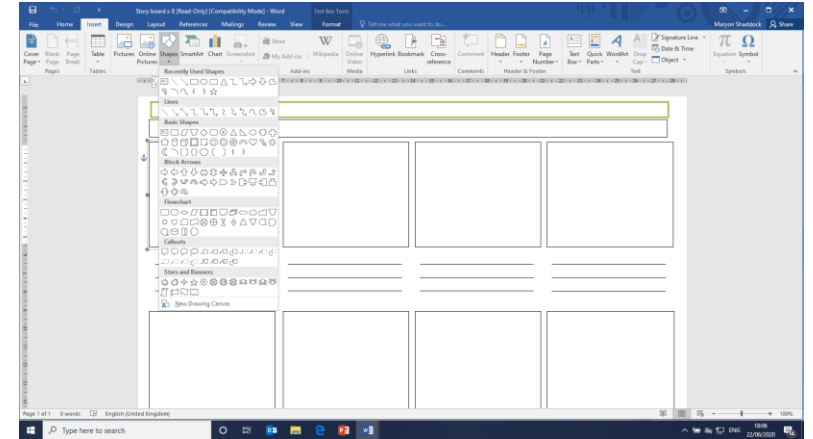 Story board x 8 [Read-Only] [Compatibility Mode] - Word
Text Box Tools
File Home Insert Design Layout References Mailings Review View Format Tell me what you want to do... Maryon Shaddock Share
Cover Page Blank Page Page Break
Pages
Table
Tables
Pictures Online Pictures Shapes SmartArt Chart Screenshot
Store
My Add-ins
Wikipedia
Add-ins
Online Video
Media
Hyperlink Bookmark Cross-reference
Links
Comment
Comments
Header Footer Page Number
Header & Footer
Text Box Quick Parts WordArt Drop Cap
Signature Line
Date & Time
Object
Text
Equation Symbol
Symbols
Recently Used Shapes
Lines
Basic Shapes
Block Arrows
Flowchart
Callouts
Stars and Banners
New Drawing Canvas
Page 1 of 1 0 words English (United Kingdom) 100%
Type here to search
ENG
18:06
22/06/2020